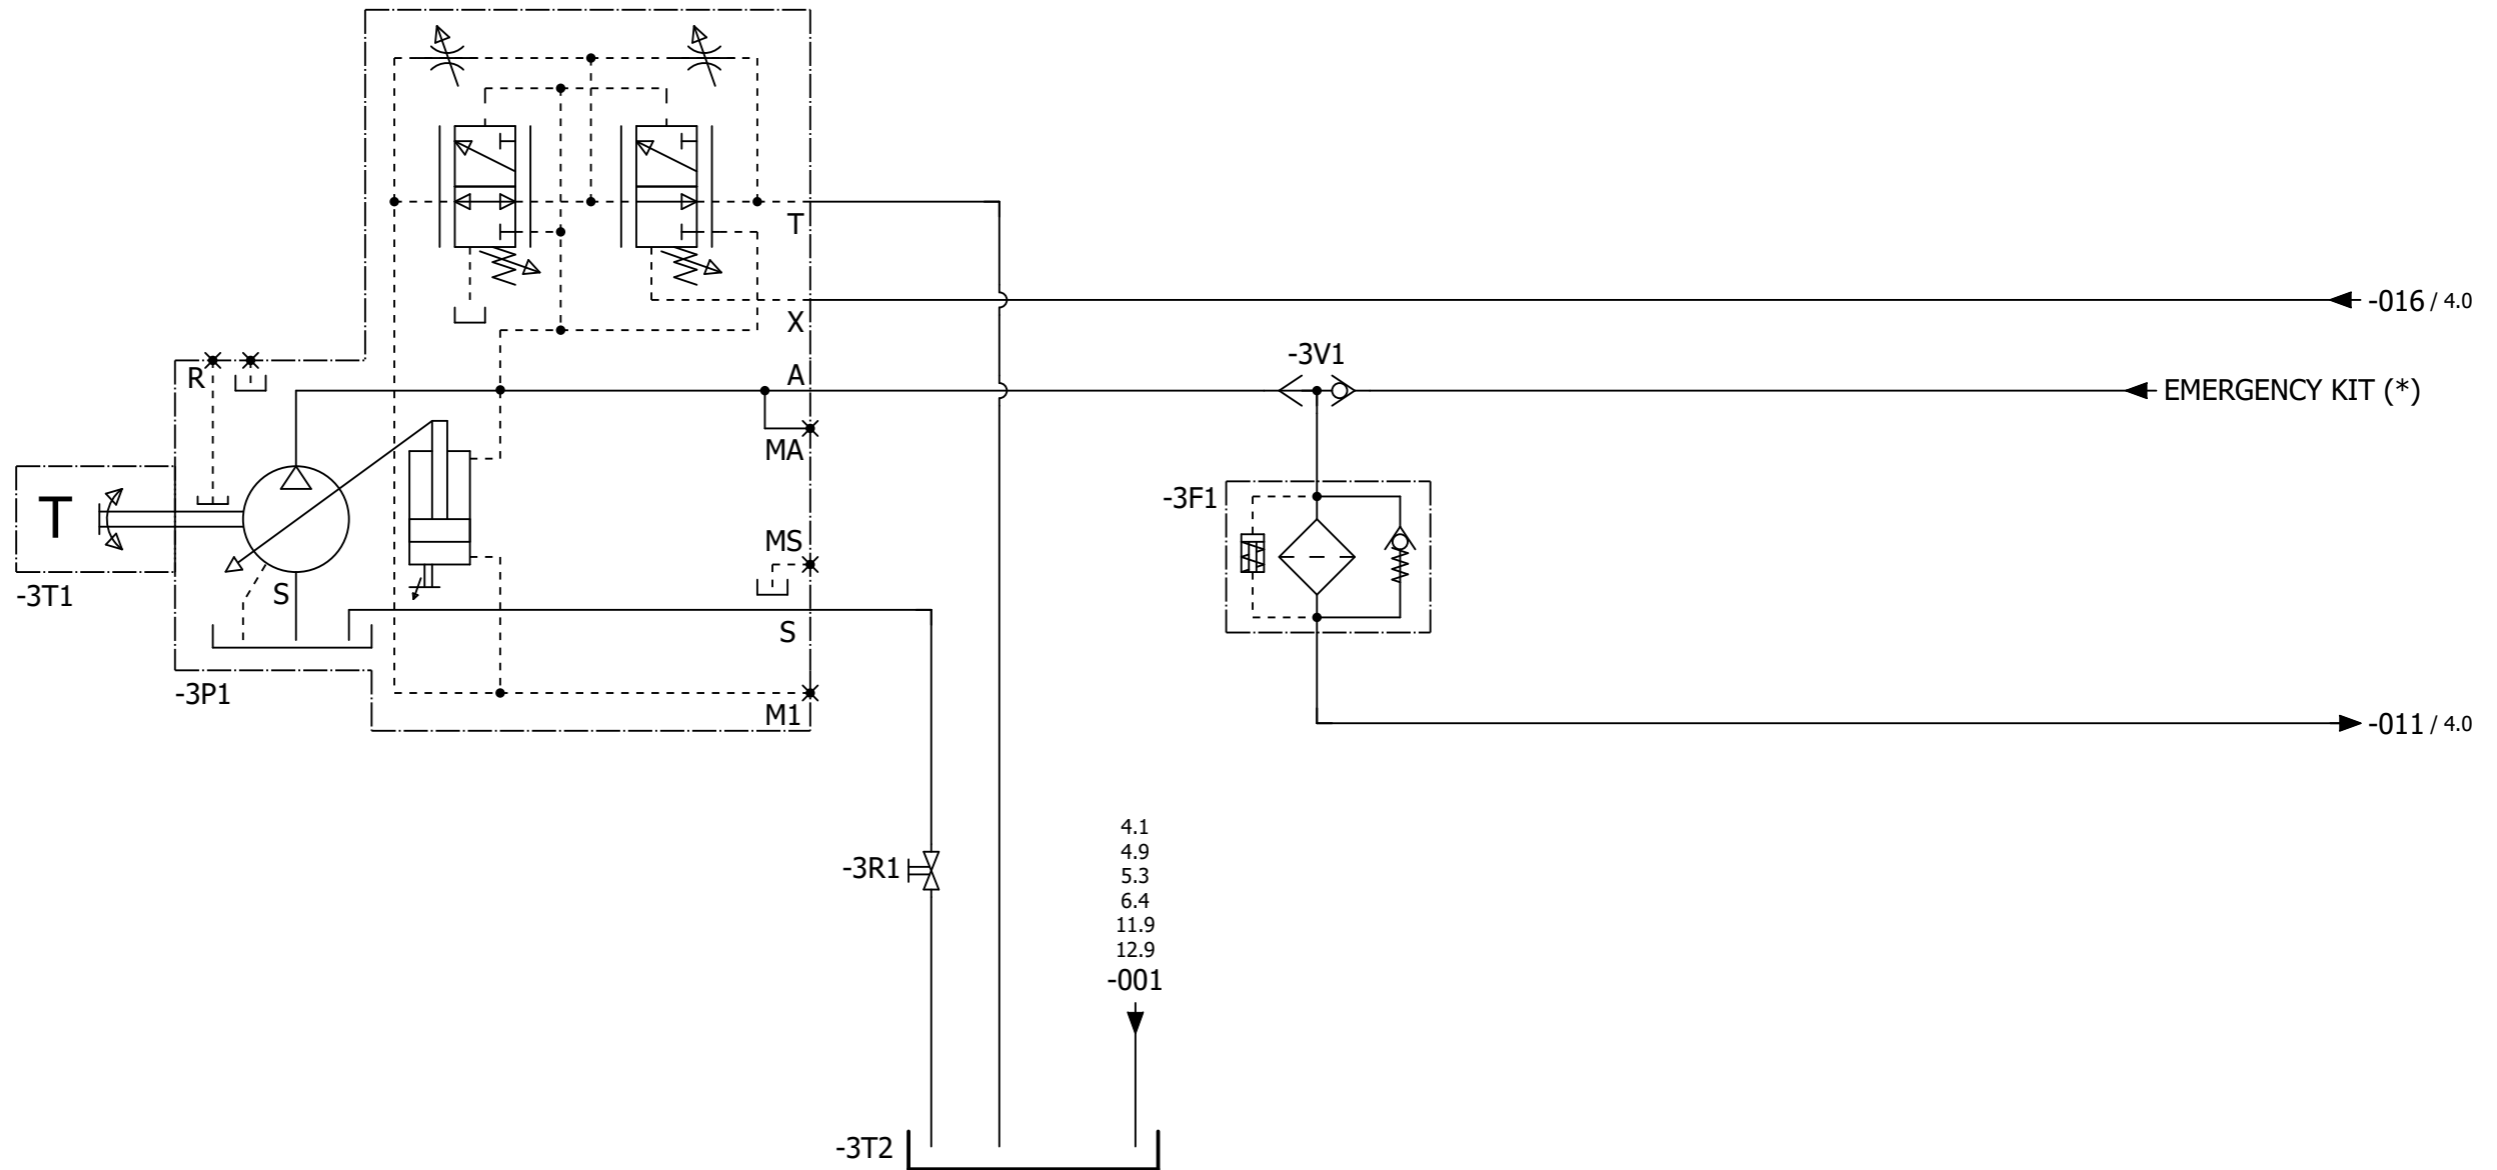 T
X
-016 / 4.0
-3V1
R
A
EMERGENCY KIT (*)
MA
-3F1
T
MS
-3T1
S
S
-3P1
M1
-011 / 4.0
4.1
4.9
5.3
6.4
11.9
12.9
-3R1
-001
-3T2